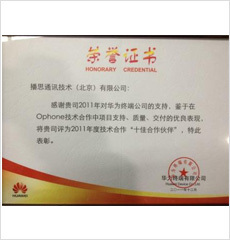 荣誉证书
HONORARY CREDENTIAL
播思通讯技术（北京）有限公司：
感谢贵司2011年对华为终端公司的支持、鉴于在
Ophone技术合作中项目支持、质量、交付的优良表现，
将贵司评为2011年度技术合作“十佳合作伙伴”，特此
表彰。
HUAWEI
华为终端有限公司